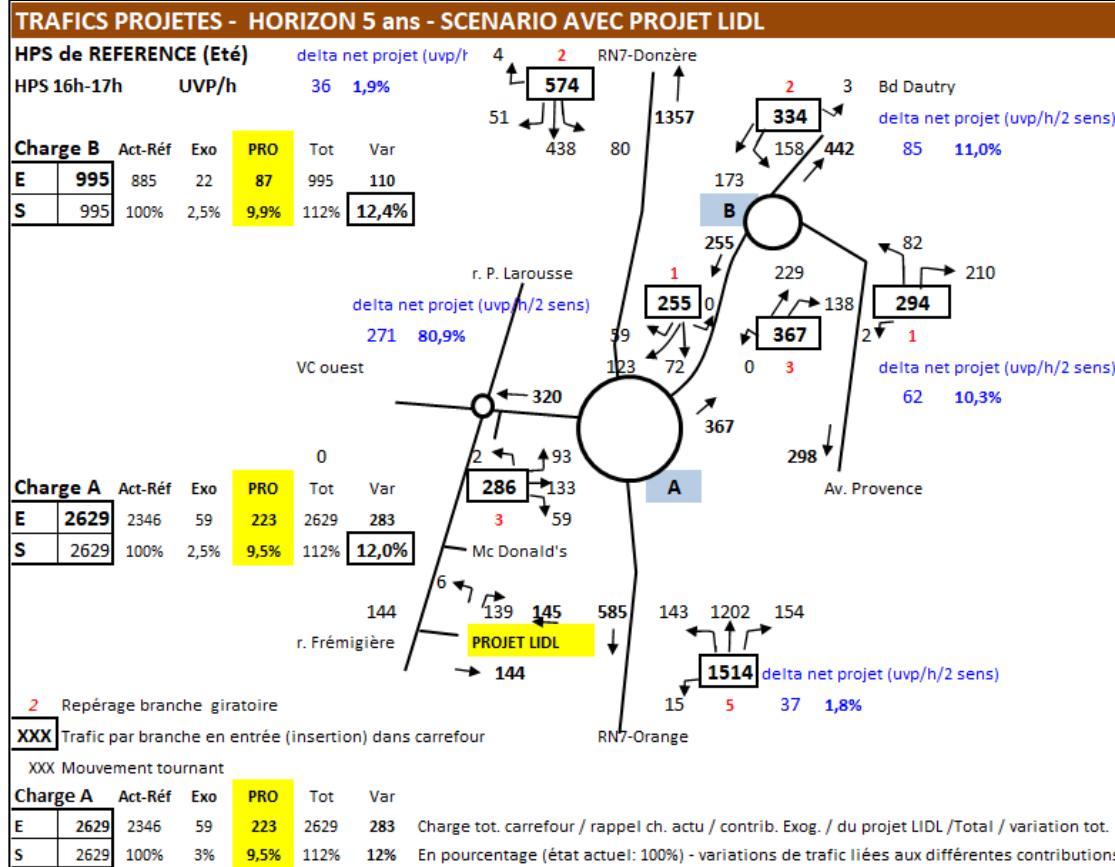 TRAFICS PROJETES - HORIZON 5 ans - SCENARIO AVEC PROJET LIDL
HPS de REFERENCE (Eté) delta net projet (uvp/h 4 2 RN7-Donzère
HPS 16h-17h UVP/h 36 1,9% 574 2 3 Bd Dautry
51 1357 334 delta net projet (uvp/h/2 sens)
Charge B Act-Réf Exo PRO Tot Var 438 80 158 442 85 11,0%
E 995 885 22 87 995 110 173
S 995 100% 2,5% 9,9% 112% 12,4% B
255 82
r. P. Larousse 1 229 210
delta net projet (uvp/h/2 sens) 255 0 138 294
271 80,9% 59 367 2 1
VC ouest 123 72 0 3 delta net projet (uvp/h/2 sens)
320 62 10,3%
367
0 2 93 298
Charge A Act-Réf Exo PRO Tot Var 286 133 A Av. Provence
E 2629 2346 59 223 2629 283 3 59
S 2629 100% 2,5% 9,5% 112% 12,0% Mc Donald's
6
144 139 145 585 143 1202 154
r. Frémigière PROJET LIDL
144 1514 delta net projet (uvp/h/2 sens)
2 Repérage branche giratoire 15 5 37 1,8%
XXX Trafic par branche en entrée (insertion) dans carrefour RN7-Orange
XXX Mouvement tournant
Charge A Act-Réf Exo PRO Tot Var
E 2629 2346 59 223 2629 283 Charge tot. carrefour / rappel ch. actu / contrib. Exog. / du projet LIDL /Total / variation tot.
S 2629 100% 3% 9,5% 112% 12% En pourcentage (état actuel: 100%) - variations de trafic liées aux différentes contributions